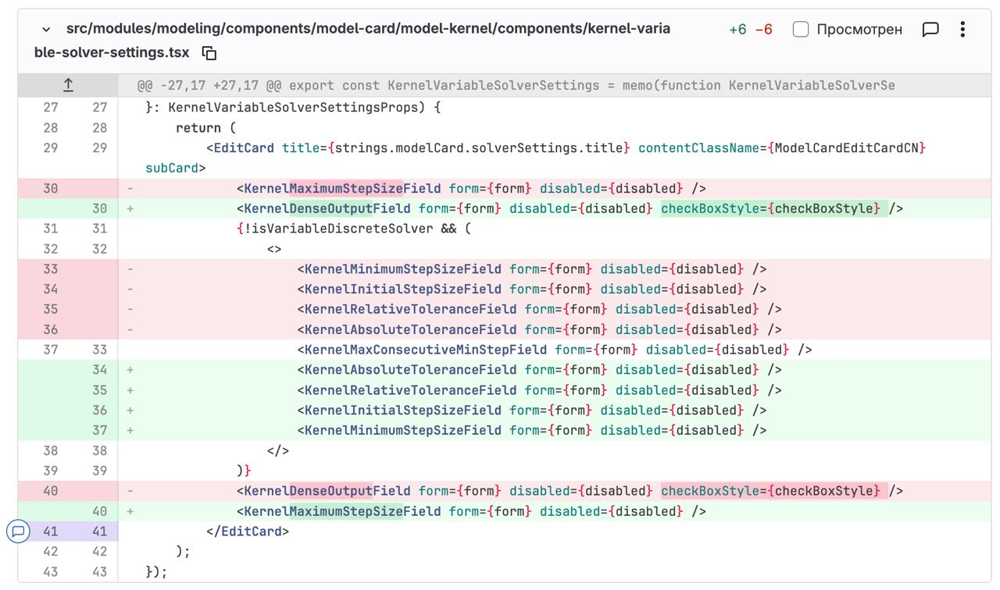 src/modules/modeling/components/model-card/model-kernel/components/kernel-varia
+6 −6 Просмотрен
ble-solver-settings.tsx
@@ -27,17 +27,17 @@ export const KernelVariableSolverSettings = memo(function KernelVariableSolverSe
27 27 }: KernelVariableSolverSettingsProps) {
28 28 return (
29 29 <EditCard title={strings.modelCard.solverSettings.title} contentClassName={ModelCardEditCardCN}
subCard>
30 - <KernelMaximumStepSizeField form={form} disabled={disabled} />
30 + <KernelDenseOutputField form={form} disabled={disabled} checkBoxStyle={checkBoxStyle} />
31 31 {!isVariableDiscreteSolver && (
32 32 <>
33 - <KernelMinimumStepSizeField form={form} disabled={disabled} />
34 - <KernelInitialStepSizeField form={form} disabled={disabled} />
35 - <KernelRelativeToleranceField form={form} disabled={disabled} />
36 - <KernelAbsoluteToleranceField form={form} disabled={disabled} />
37 33 <KernelMaxConsecutiveMinStepField form={form} disabled={disabled} />
34 + <KernelAbsoluteToleranceField form={form} disabled={disabled} />
35 + <KernelRelativeToleranceField form={form} disabled={disabled} />
36 + <KernelInitialStepSizeField form={form} disabled={disabled} />
37 + <KernelMinimumStepSizeField form={form} disabled={disabled} />
38 38 </>
39 39 )}
40 - <KernelDenseOutputField form={form} disabled={disabled} checkBoxStyle={checkBoxStyle} />
40 + <KernelMaximumStepSizeField form={form} disabled={disabled} />
41 41 </EditCard>
42 42 );
43 43 });